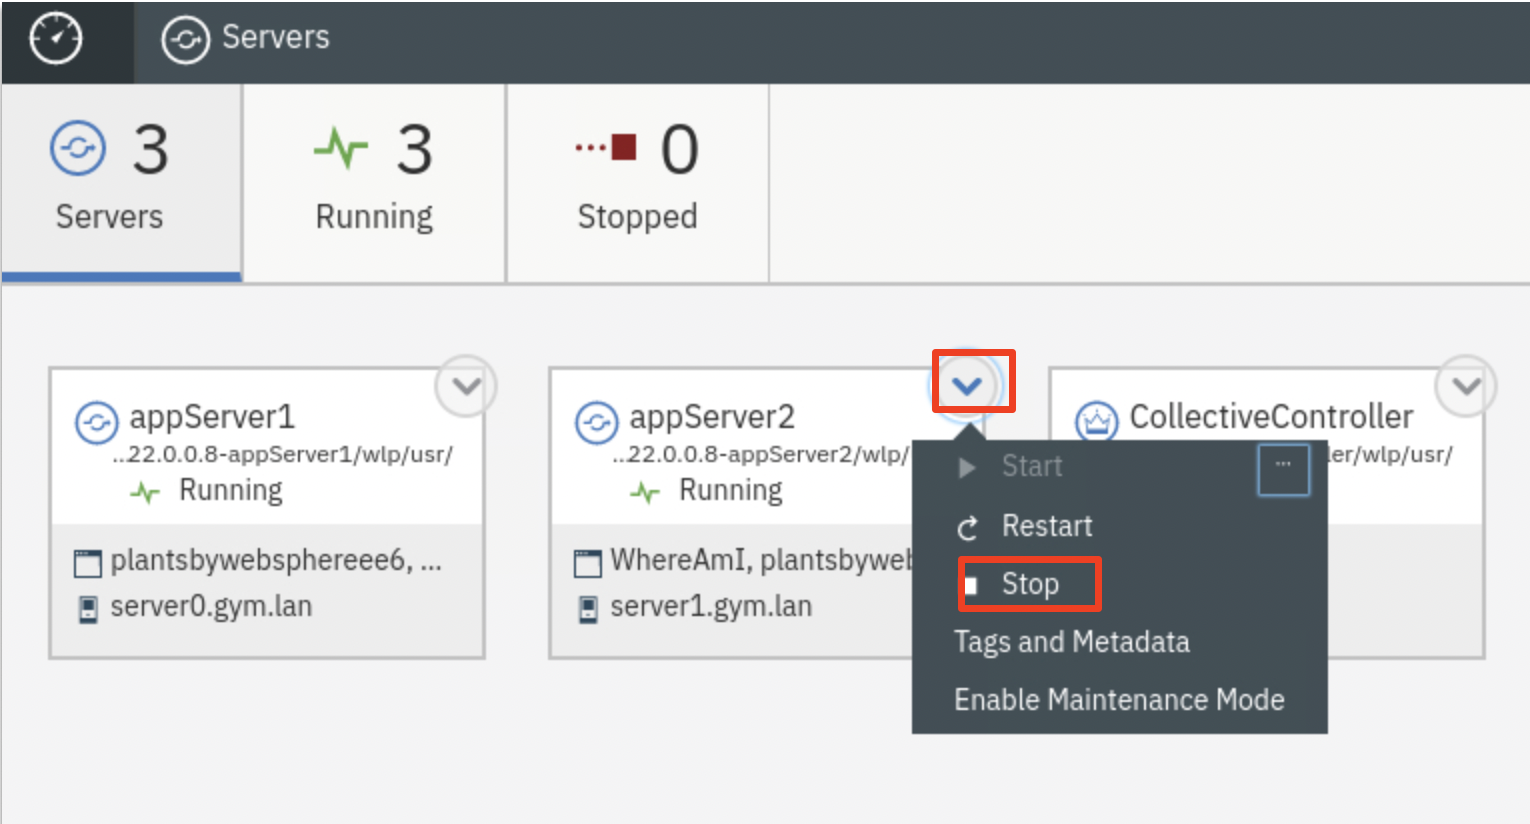 Servers
3
Servers
3
Running
0
Stopped
appServer1
...22.0.0.8-appServer1/wlp/usr/
Running
plantsbywebsphereee6, ...
server0.gym.lan
appServer2
...22.0.0.8-appServer2/wlp/
Running
WhereAmI, plantsbyweb
server1.gym.lan
CollectiveController
ler/wlp/usr/
Start
...
Restart
Stop
Tags and Metadata
Enable Maintenance Mode